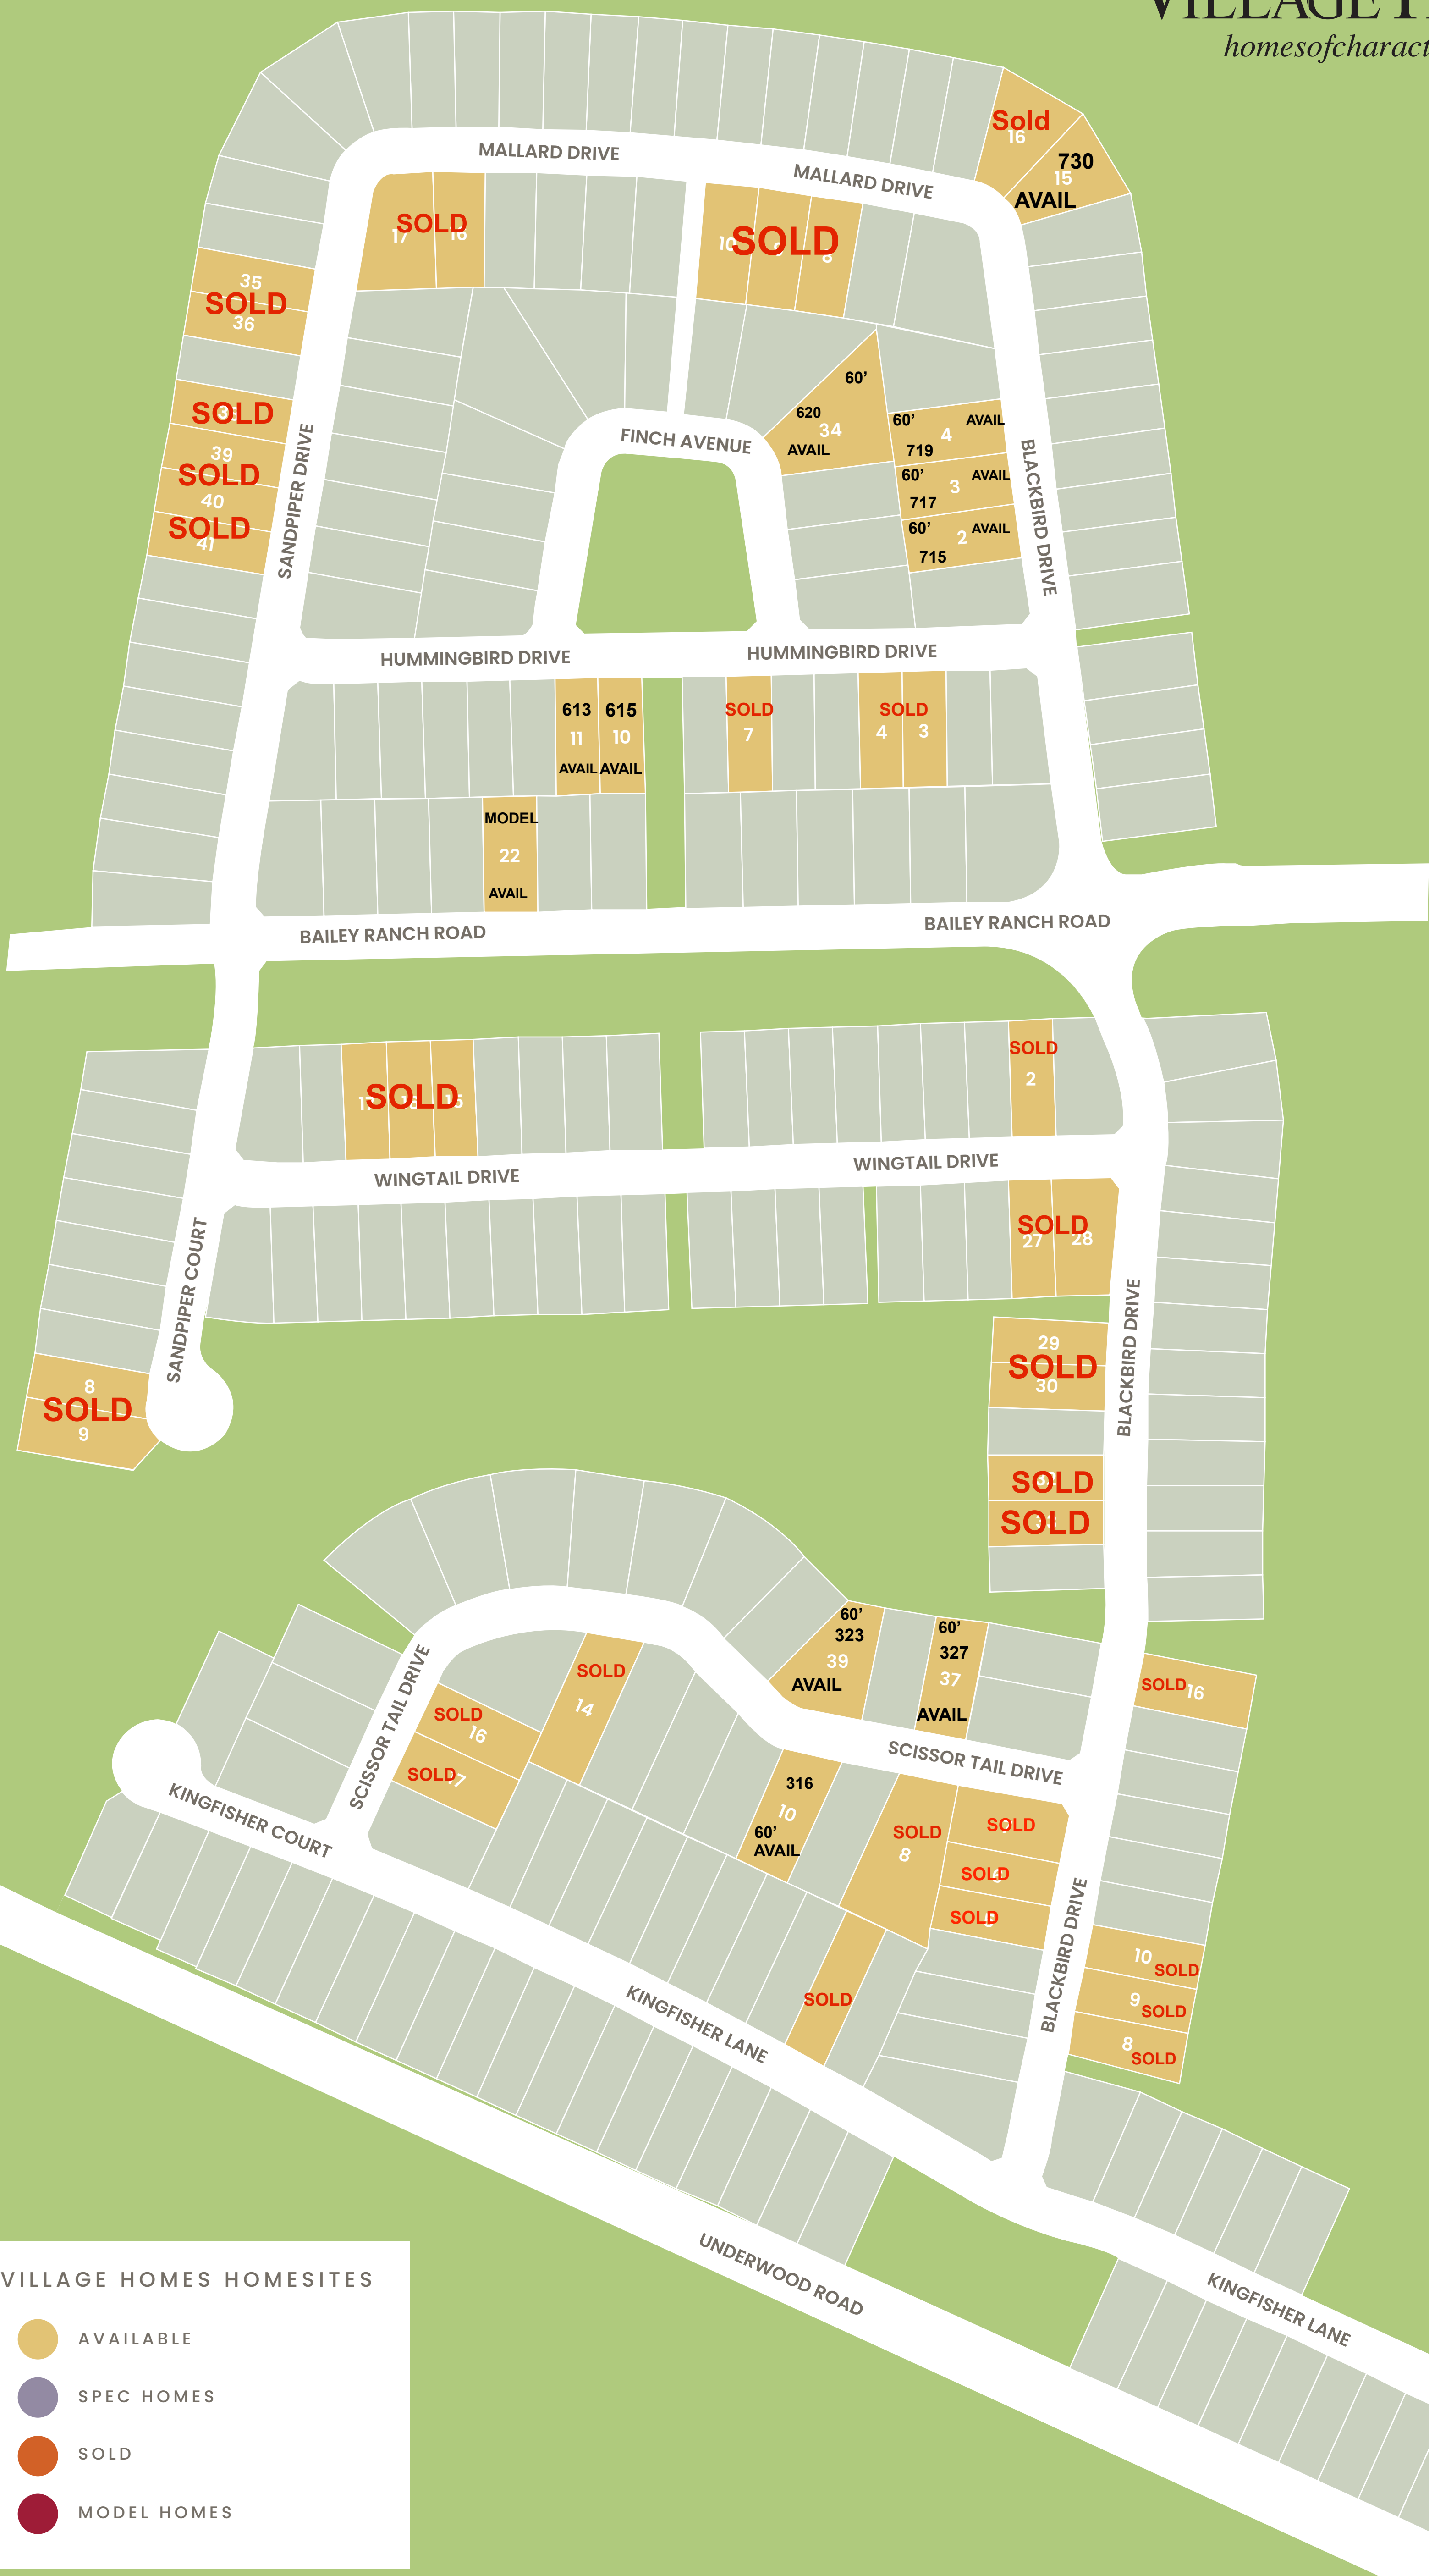 homesofcharact
Sold
16
730
15
AVAIL
MALLARD DRIVE
MALLARD DRIVE
SOLD
17
18
SOLD
10
8
35
SOLD
36
SOLD
39
SOLD
40
SOLD
41
SANDPIPER DRIVE
FINCH AVENUE
60'
620
34
AVAIL
60'
4
AVAIL
719
60'
3
AVAIL
717
60'
2
AVAIL
715
BLACKBIRD DRIVE
HUMMINGBIRD DRIVE
HUMMINGBIRD DRIVE
613
615
11
10
AVAIL
AVAIL
SOLD
7
SOLD
4
3
MODEL
22
AVAIL
BAILEY RANCH ROAD
BAILEY RANCH ROAD
SOLD
15
SOLD
2
WINGTAIL DRIVE
WINGTAIL DRIVE
SOLD
27
28
SANDPIPER COURT
8
SOLD
9
29
SOLD
30
SOLD
SOLD
BLACKBIRD DRIVE
60'
323
39
AVAIL
60'
327
37
AVAIL
SOLD
16
SOLD
14
SOLD
16
SOLD
SCISSOR TAIL DRIVE
SCISSOR TAIL DRIVE
KINGFISHER COURT
316
10
60'
AVAIL
SOLD
8
SOLD
SOLD
SOLD
SOLD
BLACKBIRD DRIVE
10
SOLD
9
SOLD
8
SOLD
KINGFISHER LANE
UNDERWOOD ROAD
KINGFISHER LANE
VILLAGE HOMES HOMESITES
AVAILABLE
SPEC HOMES
SOLD
MODEL HOMES